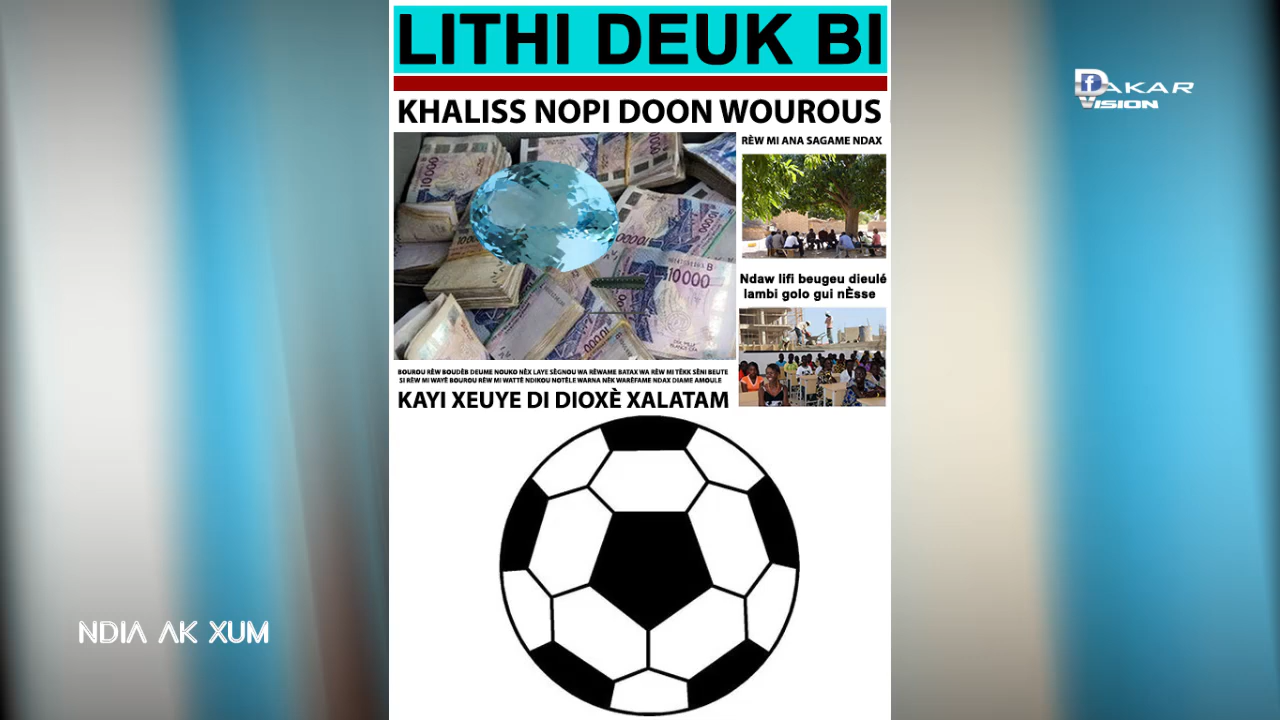 LITHI DEUK BI
DAKAR
VISION
KHALISS NOPI DOON WOUROUS
RÈW MI ANA SAGAME NDAX
10000
10000
Ndaw lifi beugeu dieulé
lambi golo gui nÈsse
BOUROU RÈW BOUDÈB DEUME NOUKO NÈX LAYE SÈGNOU WA RÈWAME BATAX WA RÈW MI TÈKK SÈNI BEUTE
SI RÈW MI WAYÈ BOUROU RÈW MI WATTÈ NDIKOU NOTÈLE WARNA NÈK WARÈFAME NDAX DIAME AMOULE
KAYI XEUYE DI DIOXÈ XALATAM
NDIA AK XUM